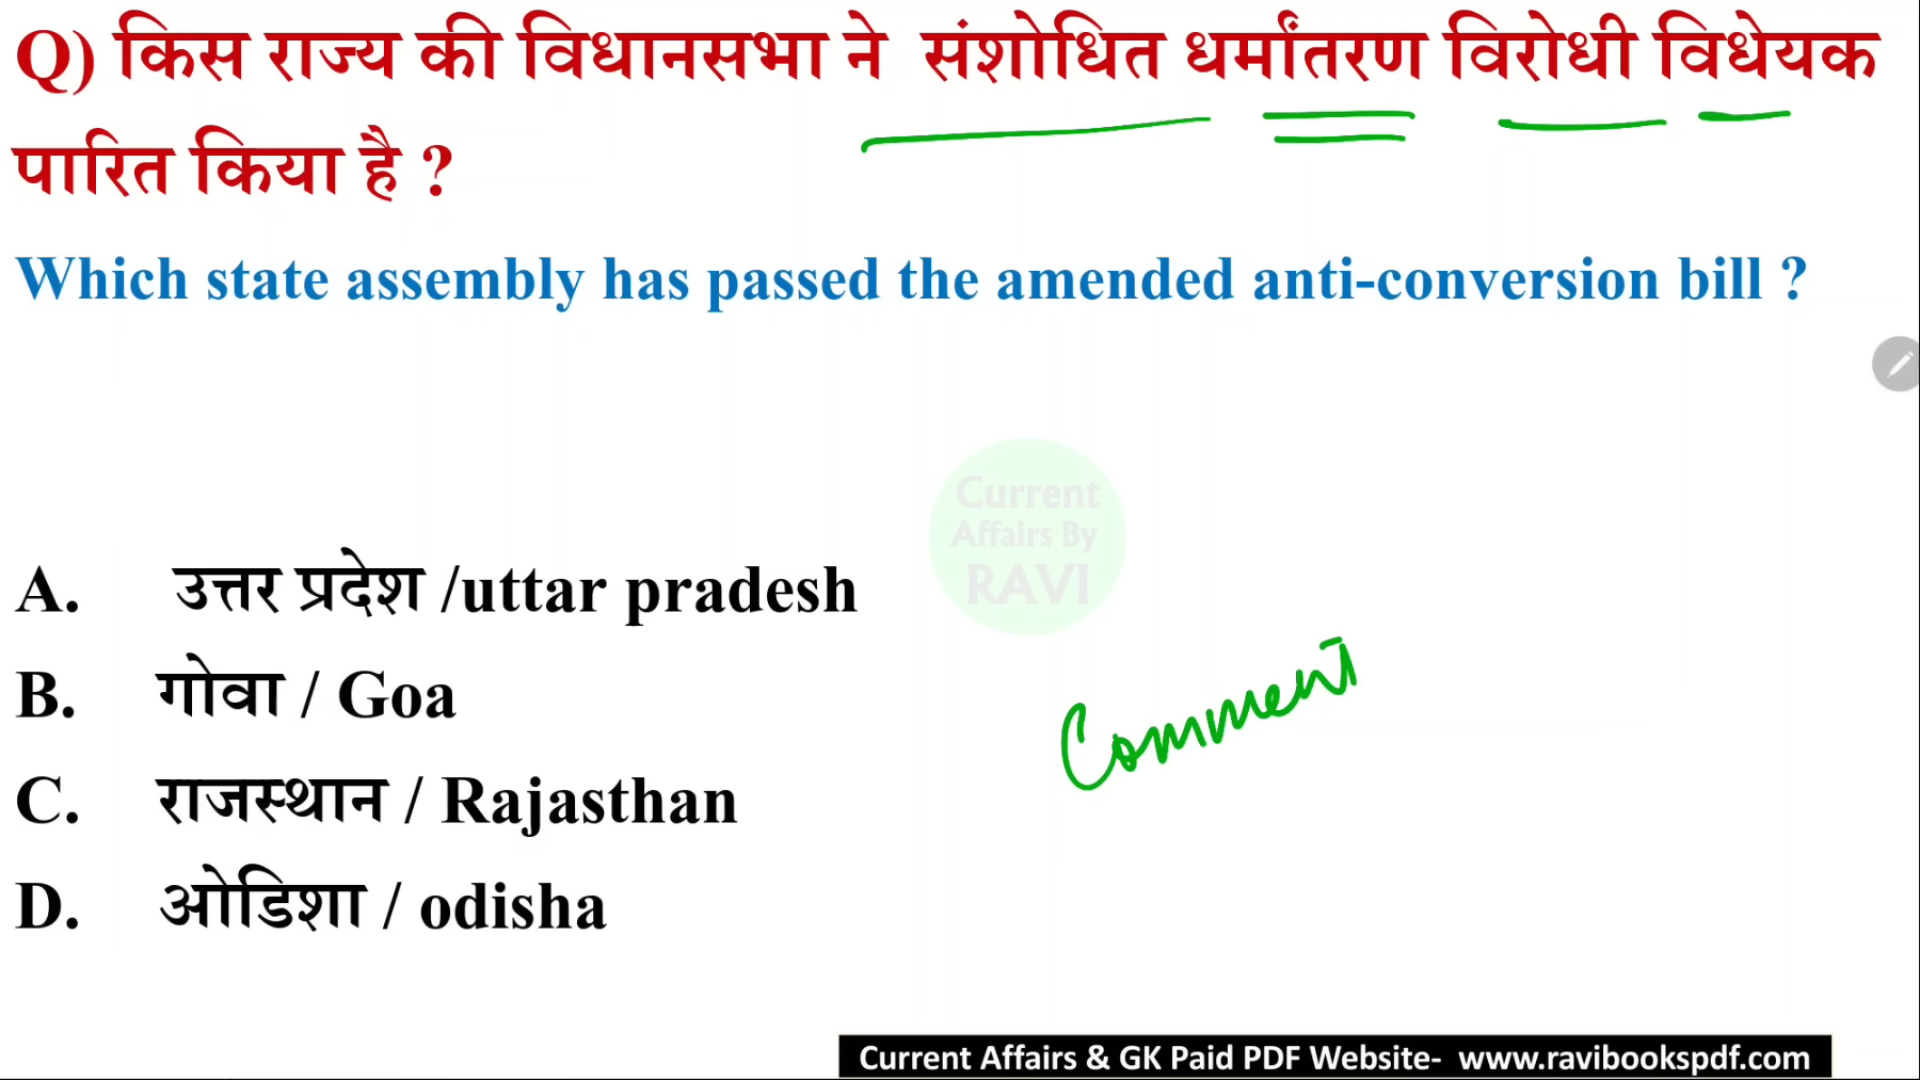 Q) किस राज्य की विधानसभा ने संशोधित धर्मांतरण विरोधी विधेयक
पारित किया है ?
Which state assembly has passed the amended anti-conversion bill ?
Current
Affairs By
RAVI
A. उत्तर प्रदेश /uttar pradesh
B. गोवा / Goa
Comment
C. राजस्थान / Rajasthan
D. ओडिशा / odisha
Current Affairs & GK Paid PDF Website- www.ravibookspdf.com